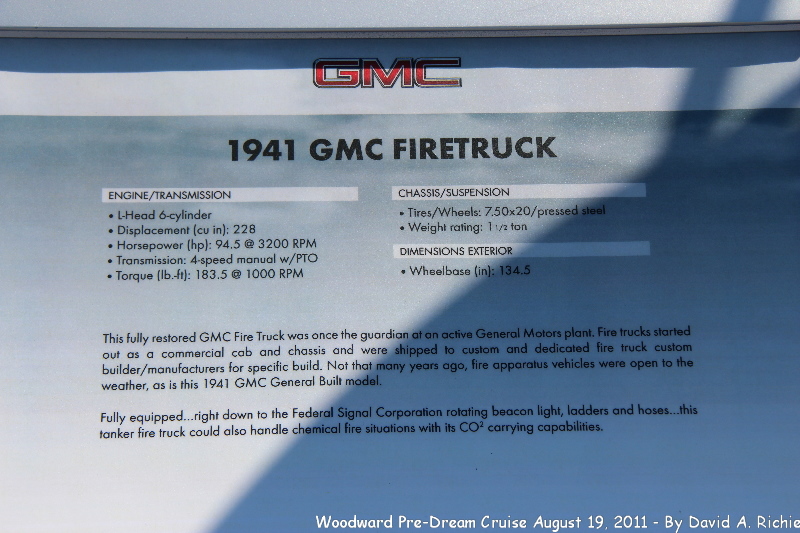 GMC
1941 GMC FIRETRUCK
ENGINE/TRANSMISSION
• L-Head 6-cylinder
• Displacement (cu in): 228
• Horsepower (hp): 94.5 @ 3200 RPM
• Transmission: 4-speed manual w/PTO
• Torque (lb.-ft): 183.5 @ 1000 RPM
CHASSIS/SUSPENSION
• Tires/Wheels: 7.50x20/pressed steel
• Weight rating: 1 1/2 ton
DIMENSIONS EXTERIOR
• Wheelbase (in): 134.5
This fully restored GMC Fire Truck was once the guardian at an active General Motors plant. Fire trucks started
out as a commercial cab and chassis and were shipped to custom and dedicated fire truck custom
builder/manufacturers for specific build. Not that many years ago, fire apparatus vehicles were open to the
weather, as is this 1941 GMC General Built model.
Fully equipped...right down to the Federal Signal Corporation rotating beacon light, ladders and hoses...this
tanker fire truck could also handle chemical fire situations with its CO² carrying capabilities.
Woodward Pre-Dream Cruise August 19, 2011 - By David A. Richie